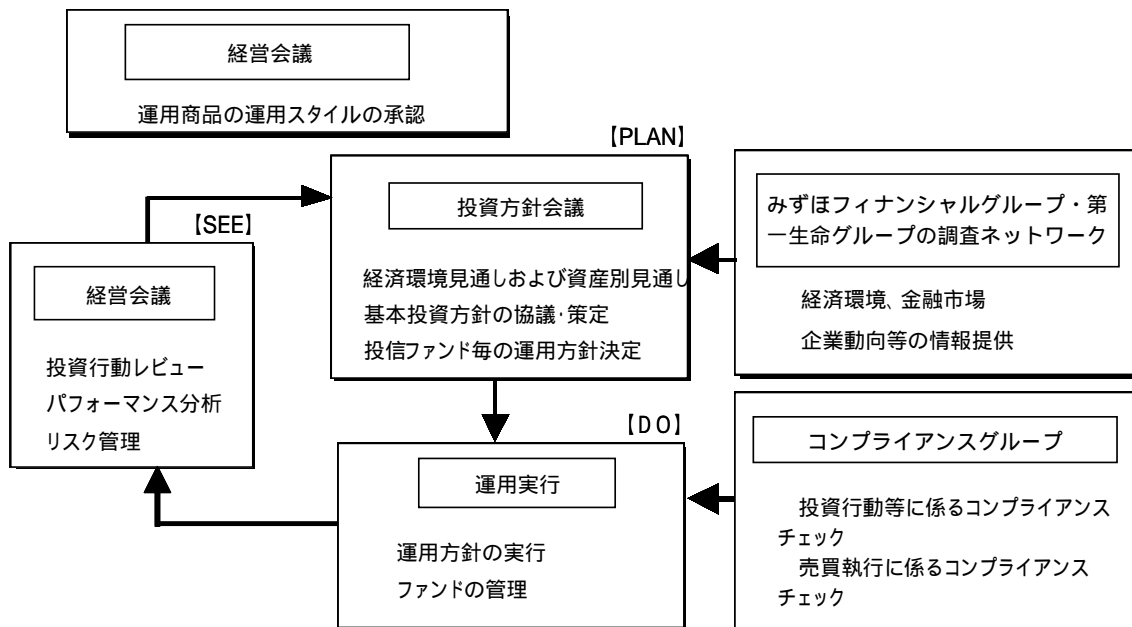 経営会議
運用商品の運用スタイルの承認
【PLAN】
投資方針会議
経済環境見通しおよび資産別見通し
基本投資方針の協議・策定
投信ファンド毎の運用方針決定
みずほフィナンシャルグループ・第
一生命グループの調査ネットワーク
経済環境、金融市場
企業動向等の情報提供
【SEE】
経営会議
投資行動レビュー
パフォーマンス分析
リスク管理
【DO】
運用実行
運用方針の実行
ファンドの管理
コンプライアンスグループ
投資行動等に係るコンプライアンス
チェック
売買執行に係るコンプライアンス
チェック